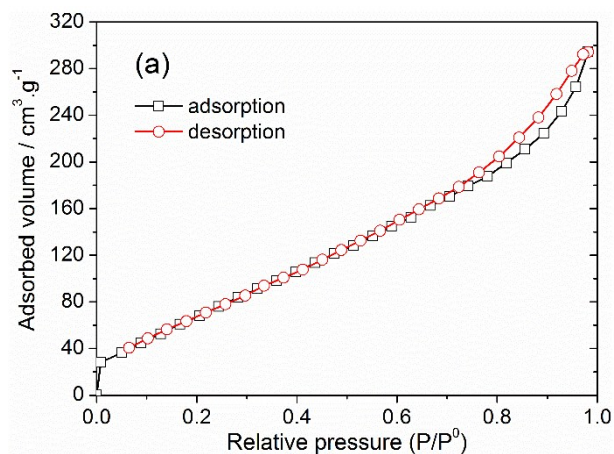 (a)
adsorption
desorption
Adsorbed volume / cm³.g⁻¹
320
280
240
200
160
120
80
40
0
0.0 0.2 0.4 0.6 0.8 1.0
Relative pressure (P/P⁰)